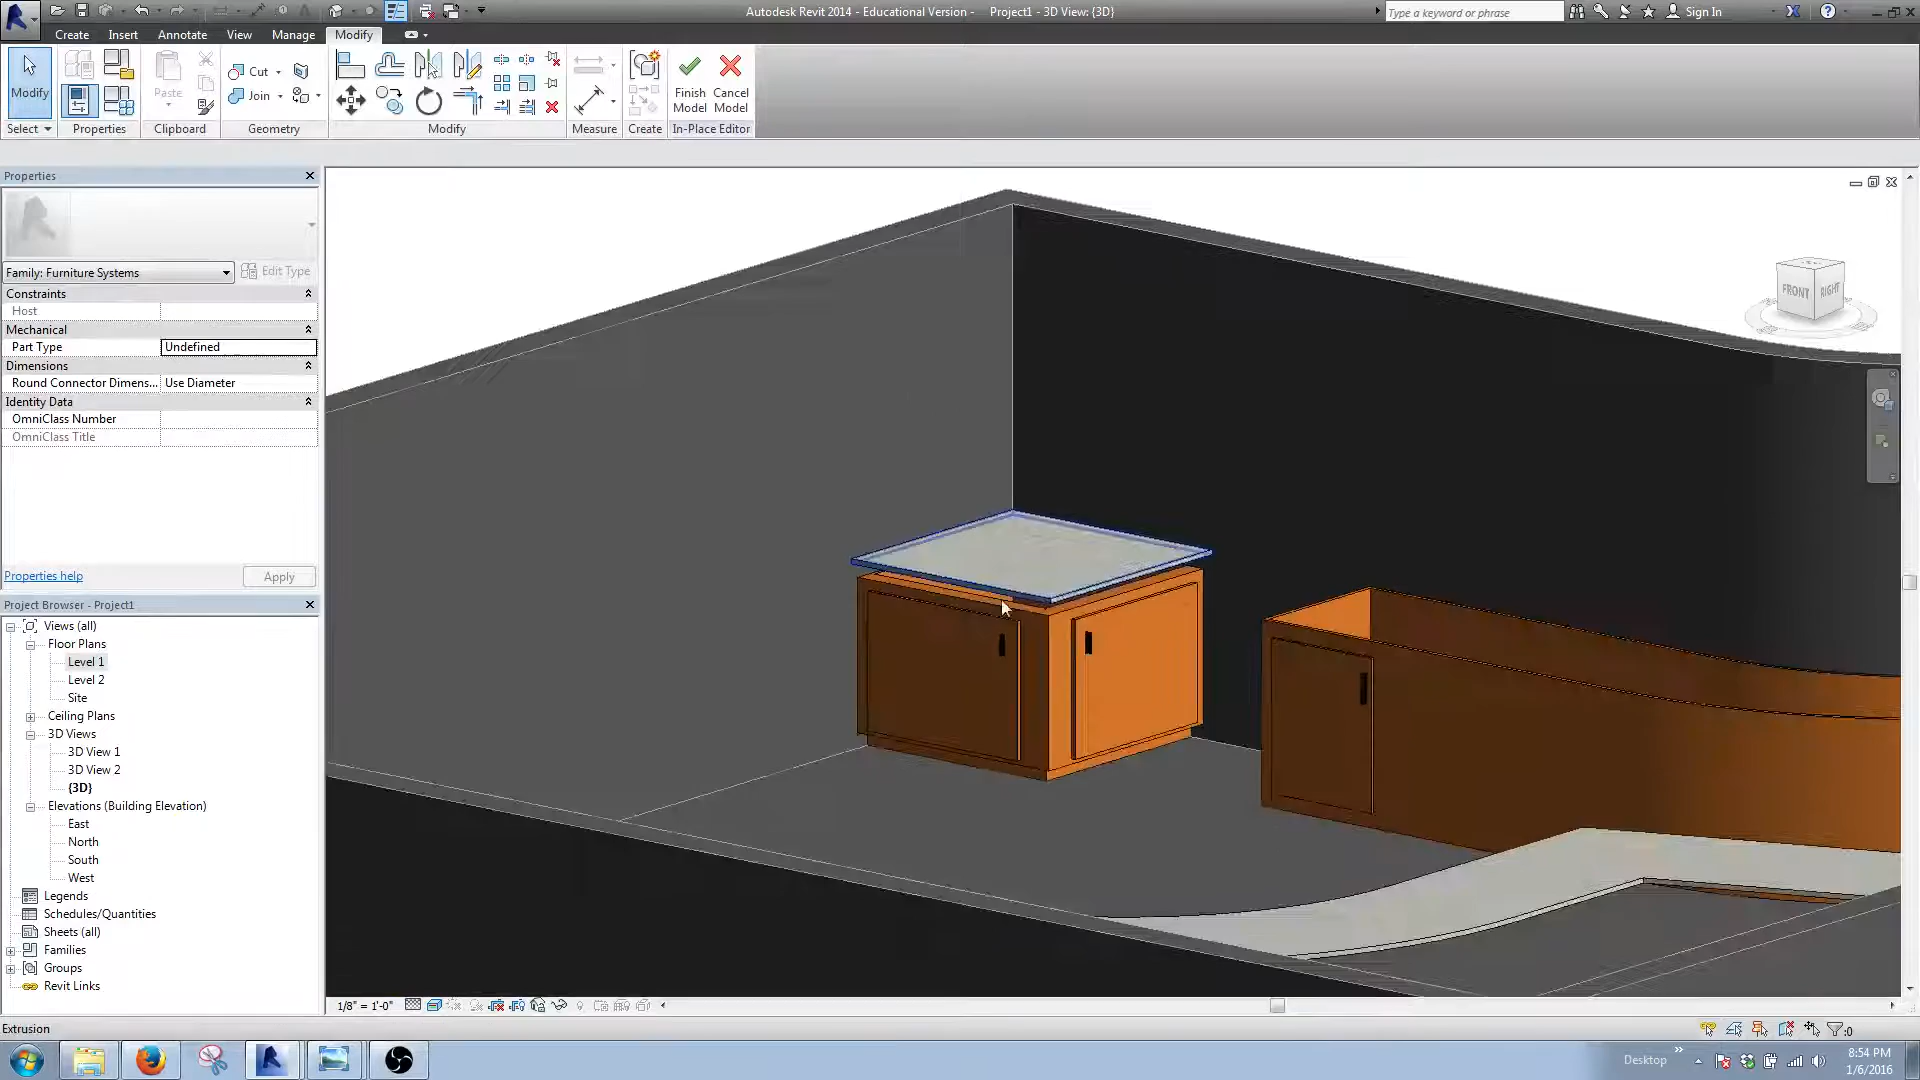 Autodesk Revit 2014 - Educational Version - Project1 - 3D View: {3D}
Type a keyword or phrase
Sign In
Create Insert Annotate View Manage Modify
Modify
Select
Properties
Paste
Clipboard
Cut
Join
Geometry
Modify
Measure
Create
Finish Model
Cancel Model
In-Place Editor
Properties
Family: Furniture Systems
Edit Type
Constraints
Host
Mechanical
Part Type Undefined
Dimensions
Round Connector Dimens... Use Diameter
Identity Data
OmniClass Number
OmniClass Title
Properties help
Apply
Project Browser - Project1
Views (all)
Floor Plans
Level 1
Level 2
Site
Ceiling Plans
3D Views
3D View 1
3D View 2
{3D}
Elevations (Building Elevation)
East
North
South
West
Legends
Schedules/Quantities
Sheets (all)
Families
Groups
Revit Links
FRONT RIGHT
1/8" = 1'-0"
Extrusion
:0
Desktop
8:54 PM
1/6/2016